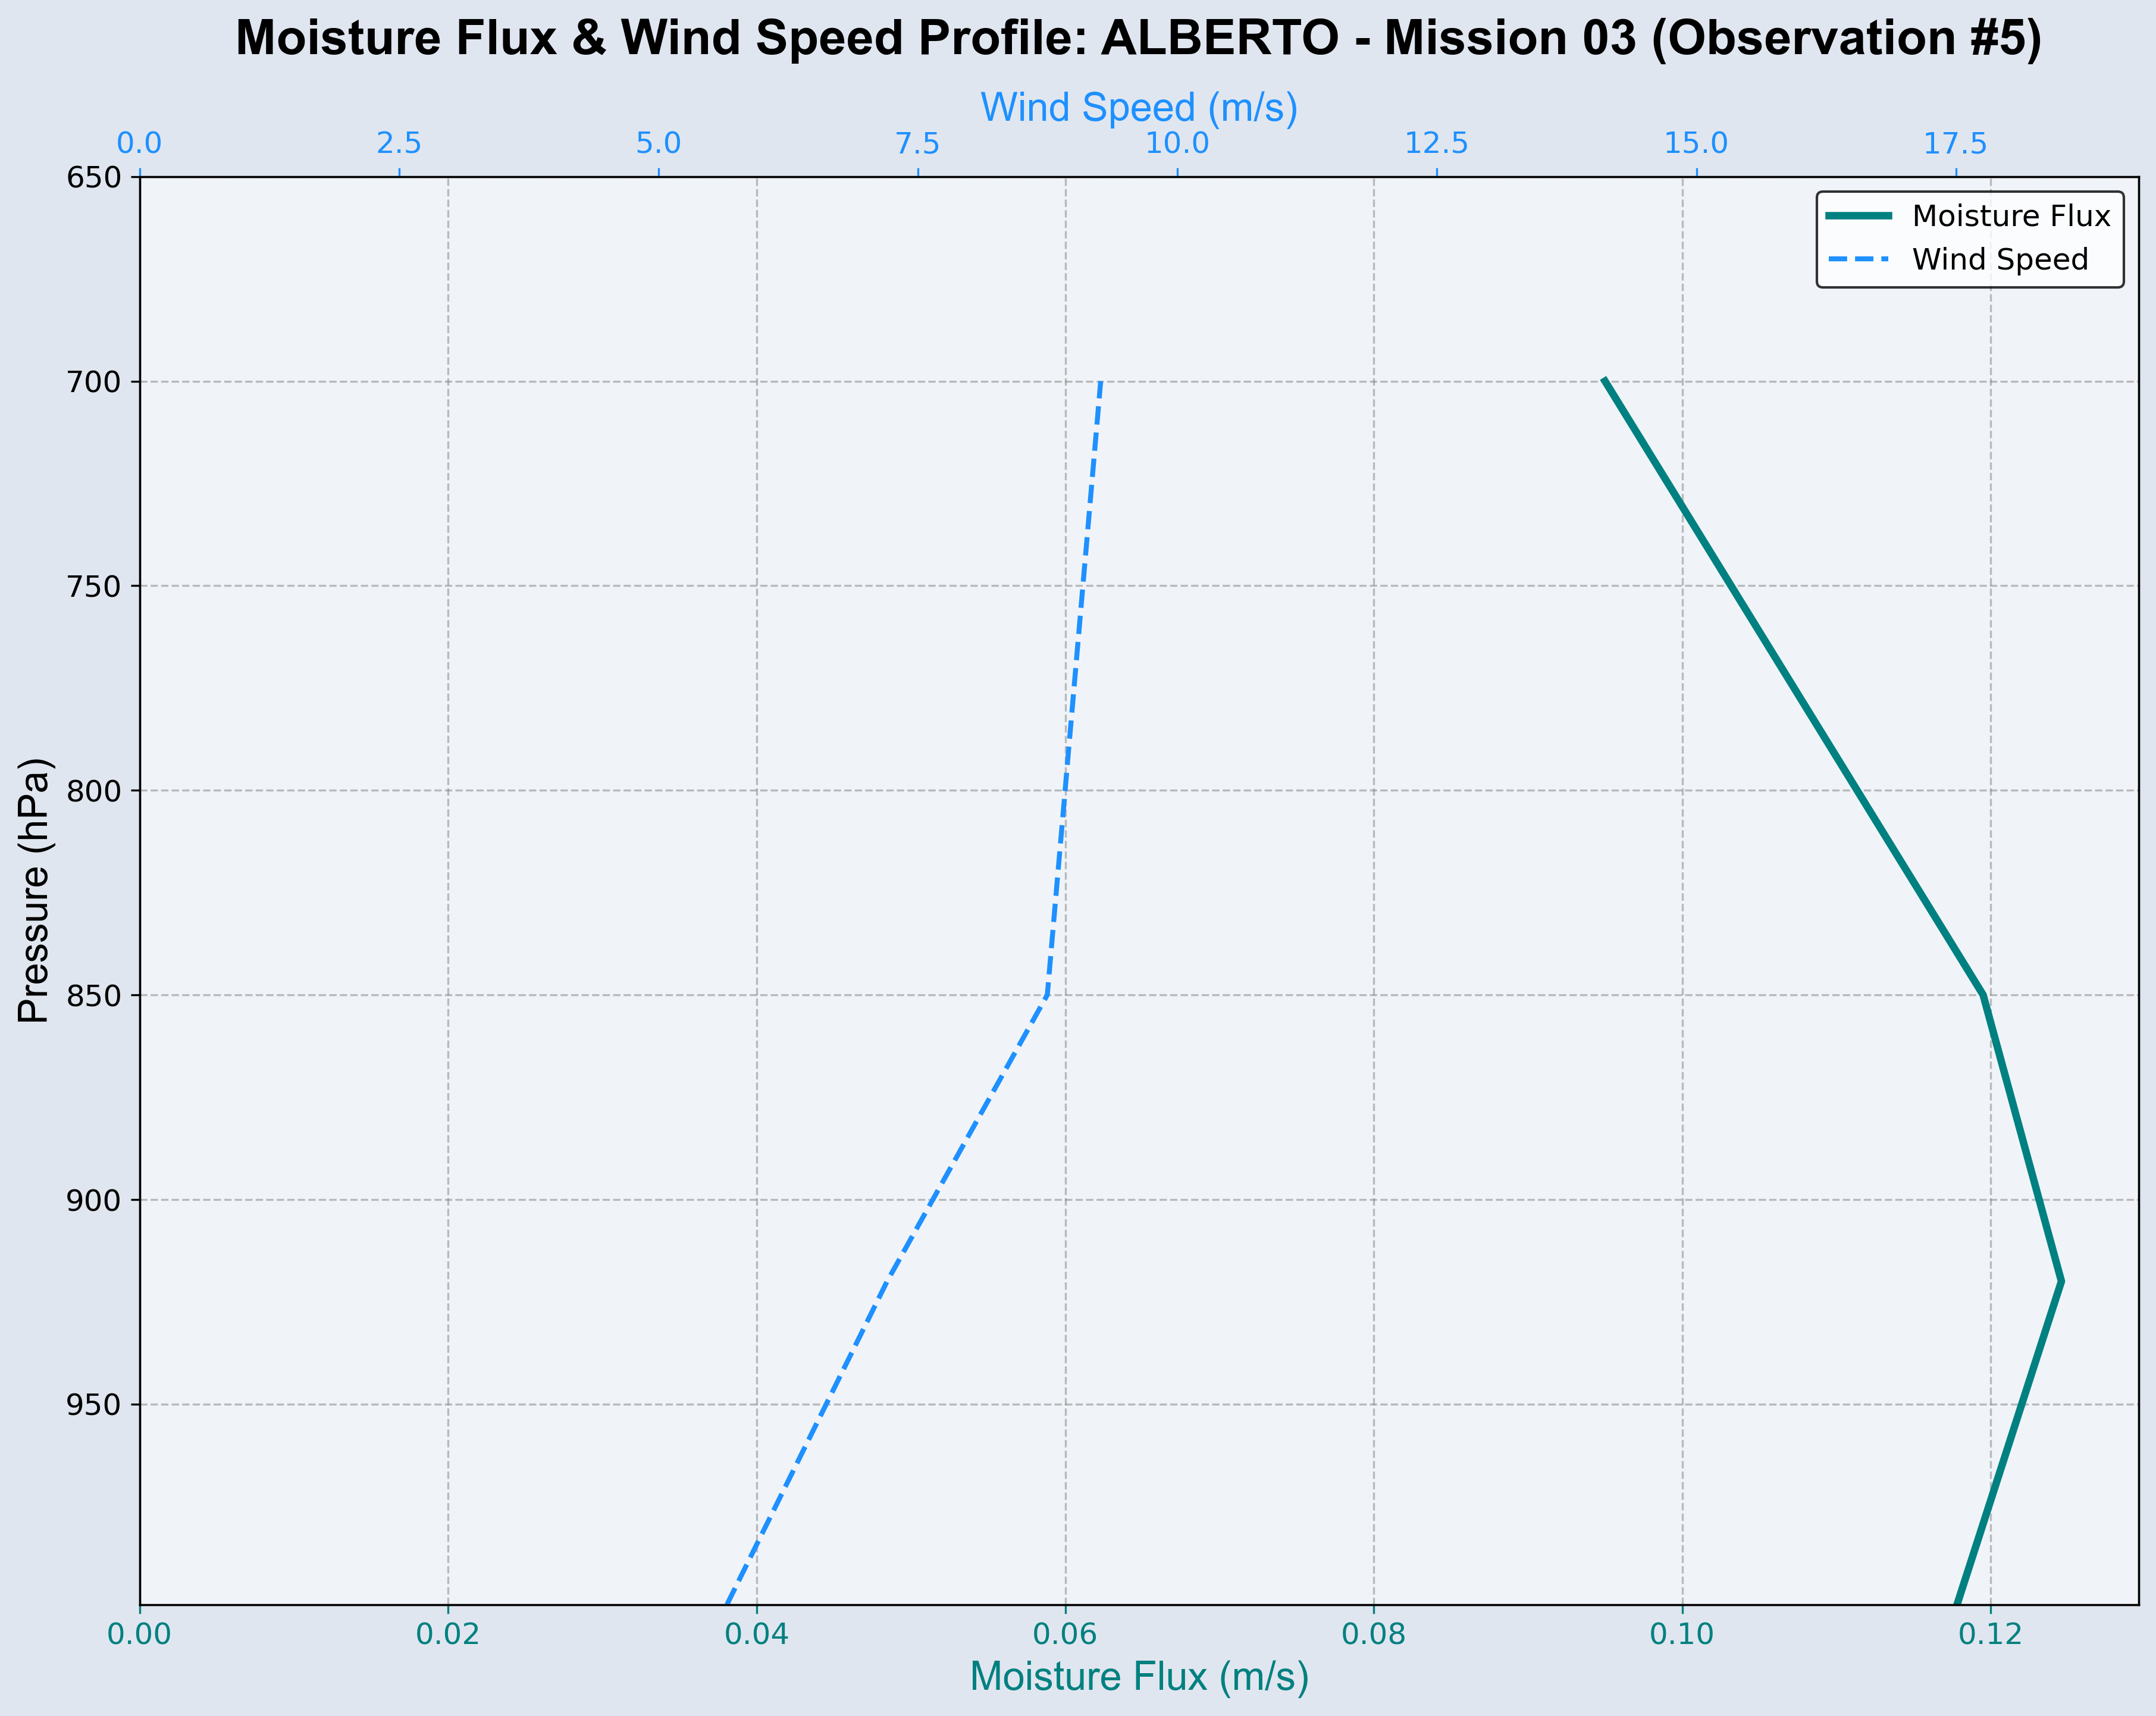 Moisture Flux & Wind Speed Profile: ALBERTO - Mission 03 (Observation #5)
Wind Speed (m/s)
0.0 2.5 5.0 7.5 10.0 12.5 15.0 17.5
Moisture Flux
Wind Speed
Pressure (hPa)
650
700
750
800
850
900
950
0.00 0.02 0.04 0.06 0.08 0.10 0.12
Moisture Flux (m/s)